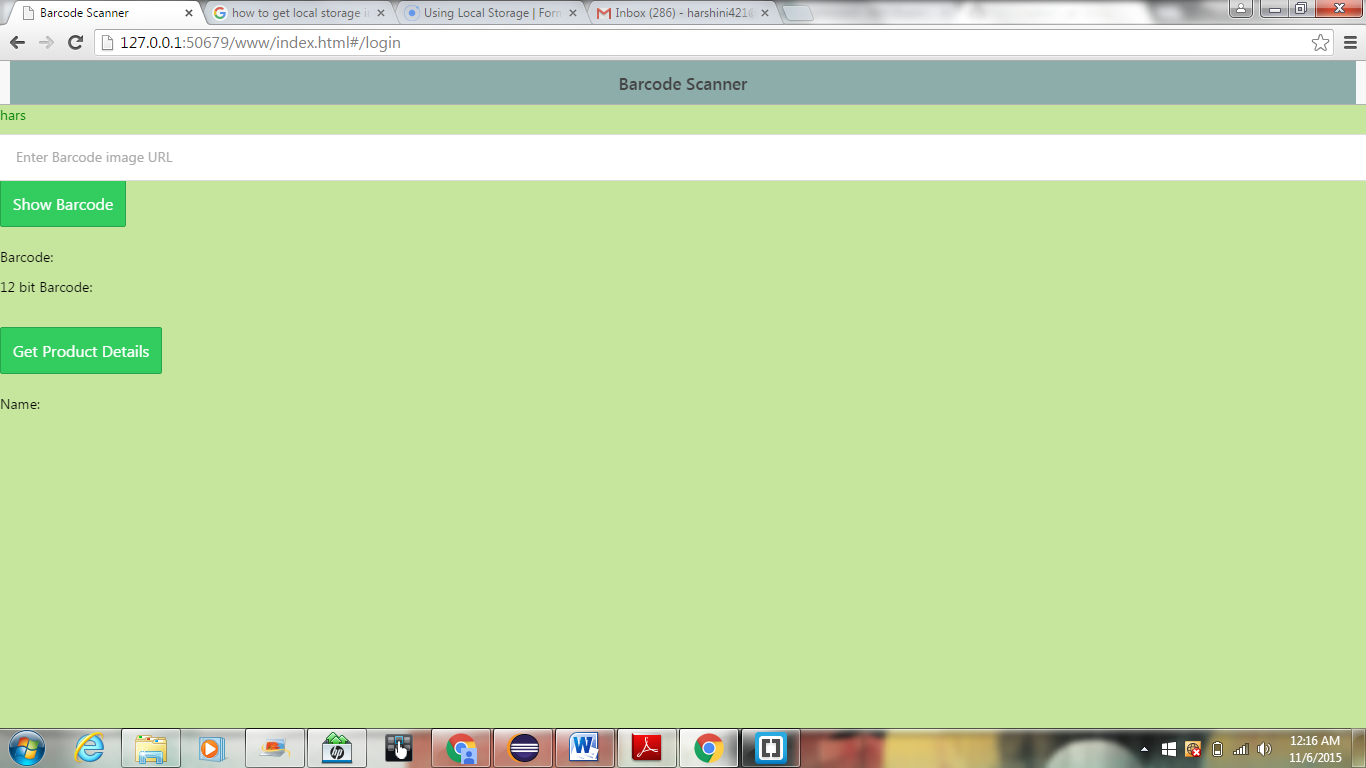 Barcode Scanner
how to get local storage in
Using Local Storage | Forn
Inbox (286) - harshini421@
127.0.0.1:50679/www/index.html#/login
Barcode Scanner
hars
Enter Barcode image URL
Show Barcode
Barcode:
12 bit Barcode:
Get Product Details
Name:
12:16 AM
11/6/2015